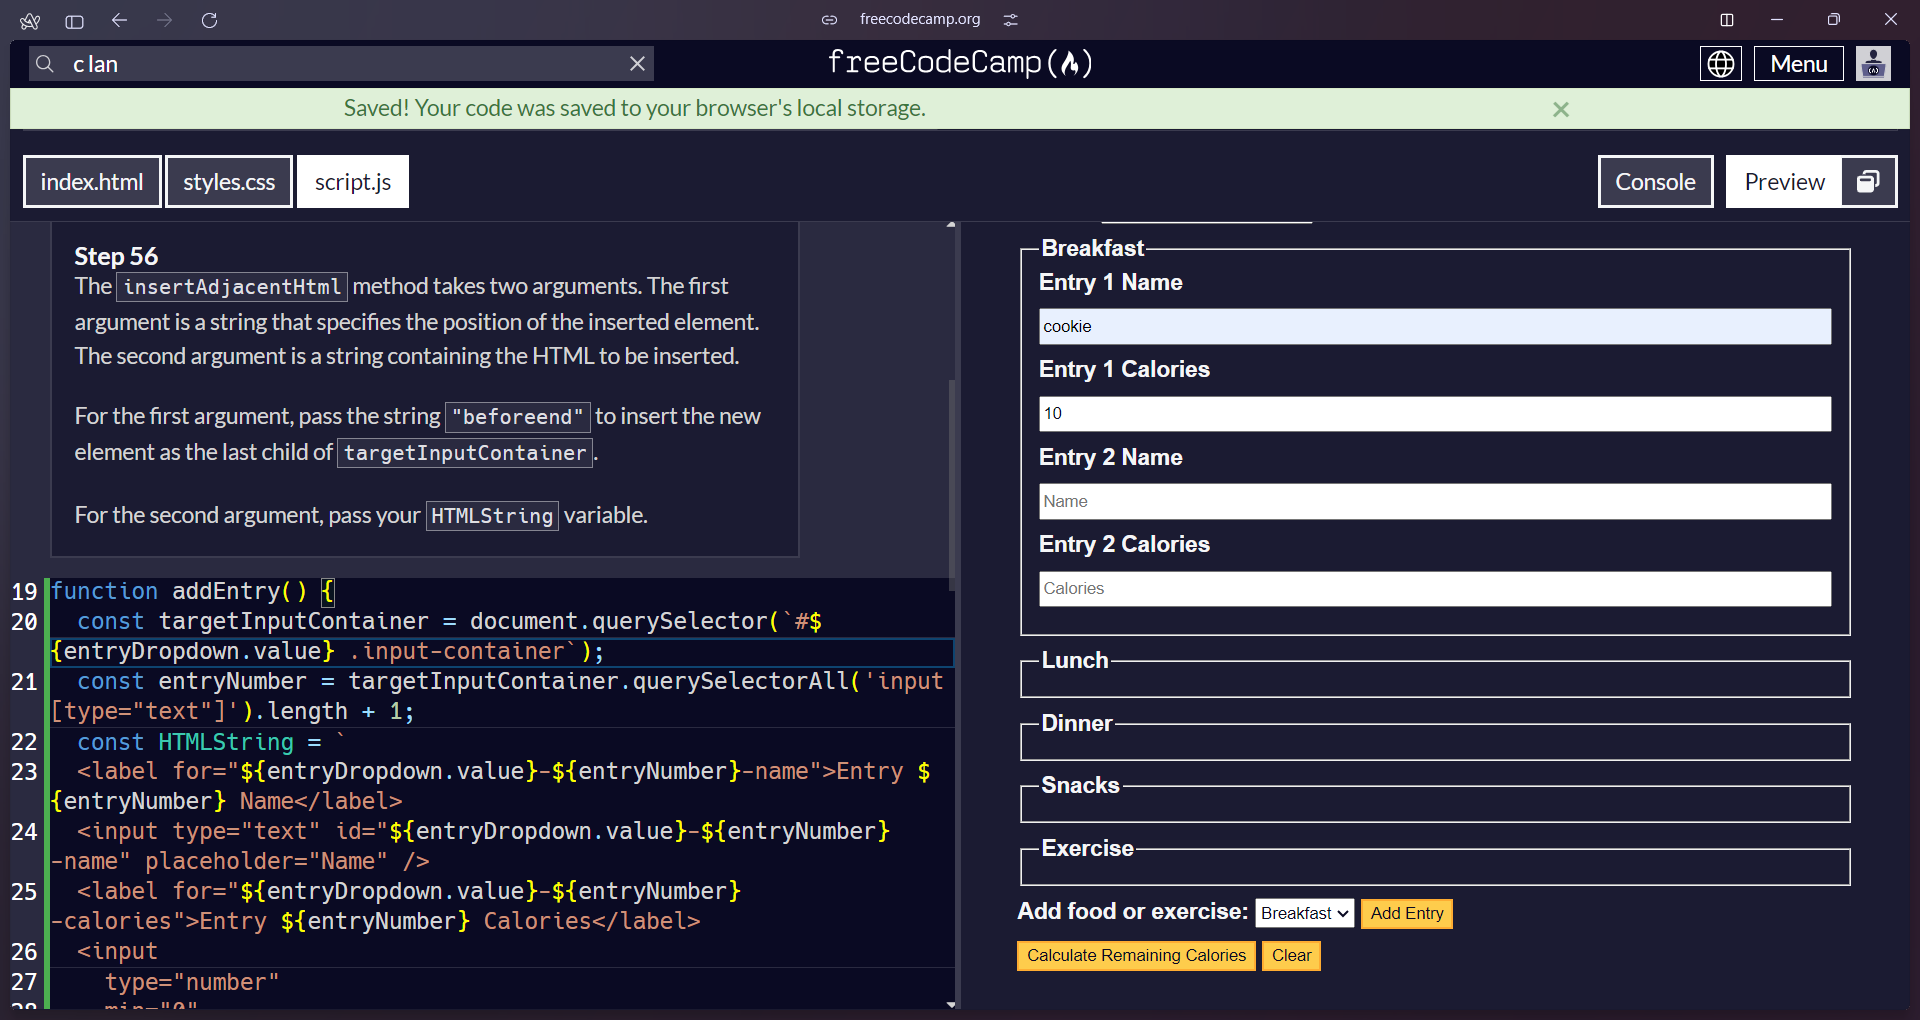 freecodecamp.org
c lan
freeCodeCamp
Menu
Saved! Your code was saved to your browser's local storage.
index.html
styles.css
script.js
Console
Preview
Step 56
The insertAdjacentHtml method takes two arguments. The first
argument is a string that specifies the position of the inserted element.
The second argument is a string containing the HTML to be inserted.
For the first argument, pass the string "beforeend" to insert the new
element as the last child of targetInputContainer.
For the second argument, pass your HTMLString variable.
19 function addEntry() {
20 const targetInputContainer = document.querySelector(`#$
{entryDropdown.value} .input-container`);
21 const entryNumber = targetInputContainer.querySelectorAll('input
[type="text"]').length + 1;
22 const HTMLString = `
23 <label for="${entryDropdown.value}-${entryNumber}-name">Entry $
{entryNumber} Name</label>
24 <input type="text" id="${entryDropdown.value}-${entryNumber}
-name" placeholder="Name" />
25 <label for="${entryDropdown.value}-${entryNumber}
-calories">Entry ${entryNumber} Calories</label>
26 <input
27 type="number"
28 min="0"
Breakfast
Entry 1 Name
cookie
Entry 1 Calories
10
Entry 2 Name
Name
Entry 2 Calories
Calories
Lunch
Dinner
Snacks
Exercise
Add food or exercise: Breakfast Add Entry
Calculate Remaining Calories Clear